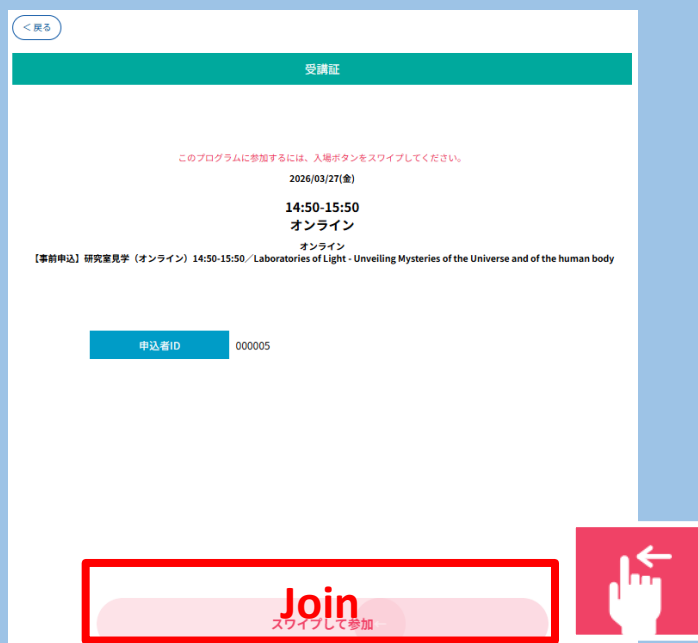 ＜戻る
受講証
このプログラムに参加するには、入場ボタンをスワイプしてください。
2026/03/27(金)
14:50-15:50
オンライン
オンライン
【事前申込】研究室見学（オンライン）14:50-15:50／Laboratories of Light - Unveiling Mysteries of the Universe and of the human body
申込者ID 000005
Join
スワイプして参加